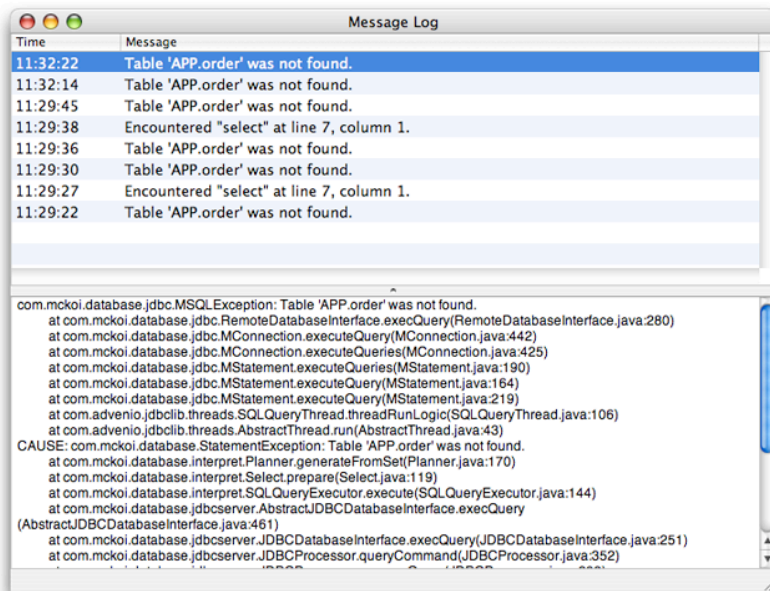 Message Log
Time Message
11:32:22 Table 'APP.order' was not found.
11:32:14 Table 'APP.order' was not found.
11:29:45 Table 'APP.order' was not found.
11:29:38 Encountered "select" at line 7, column 1.
11:29:36 Table 'APP.order' was not found.
11:29:30 Table 'APP.order' was not found.
11:29:27 Encountered "select" at line 7, column 1.
11:29:22 Table 'APP.order' was not found.
com.mckoi.database.jdbc.MSQLException: Table 'APP.order' was not found.
at com.mckoi.database.jdbc.RemoteDatabaseInterface.execQuery(RemoteDatabaseInterface.java:280)
at com.mckoi.database.jdbc.MConnection.executeQuery(MConnection.java:442)
at com.mckoi.database.jdbc.MConnection.executeQueries(MConnection.java:425)
at com.mckoi.database.jdbc.MStatement.executeQueries(MStatement.java:190)
at com.mckoi.database.jdbc.MStatement.executeQuery(MStatement.java:164)
at com.mckoi.database.jdbc.MStatement.executeQuery(MStatement.java:219)
at com.advenio.jdbclib.threads.SQLQueryThread.threadRunLogic(SQLQueryThread.java:106)
at com.advenio.jdbclib.threads.AbstractThread.run(AbstractThread.java:43)
CAUSE: com.mckoi.database.StatementException: Table 'APP.order' was not found.
at com.mckoi.database.interpret.Planner.generateFromSet(Planner.java:170)
at com.mckoi.database.interpret.Select.prepare(Select.java:119)
at com.mckoi.database.interpret.SQLQueryExecutor.execute(SQLQueryExecutor.java:144)
at com.mckoi.database.jdbcserver.AbstractJDBCDatabaseInterface.execQuery
(AbstractJDBCDatabaseInterface.java:461)
at com.mckoi.database.jdbcserver.JDBCDatabaseInterface.execQuery(JDBCDatabaseInterface.java:251)
at com.mckoi.database.jdbcserver.JDBCProcessor.queryCommand(JDBCProcessor.java:352)